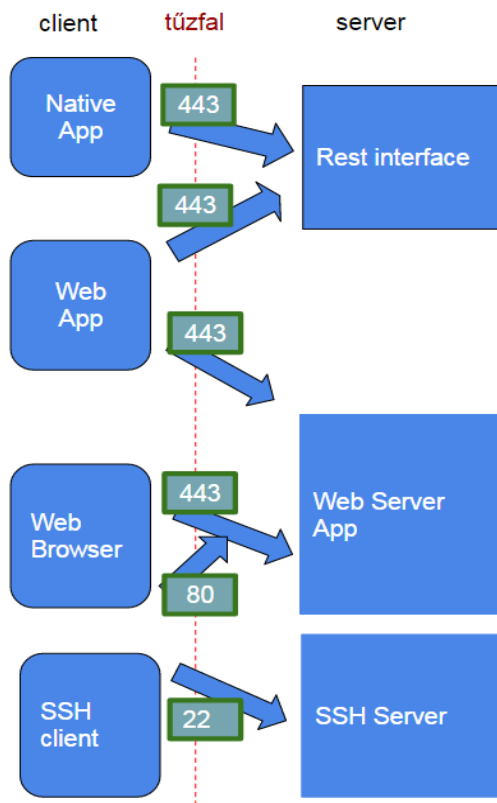 client
tűzfal
server
Native
App
443
Rest interface
443
Web
App
443
443
Web
Browser
Web Server
App
80
SSH
client
22
SSH Server